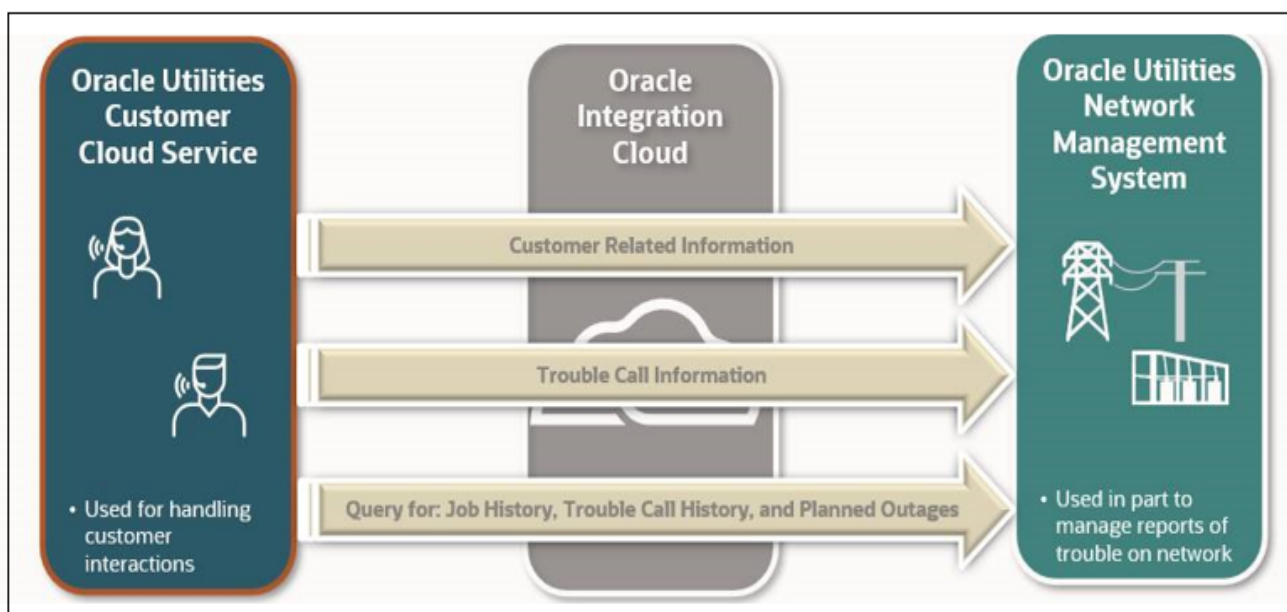 Oracle Utilities
Customer
Cloud Service
Oracle
Integration
Cloud
Oracle Utilities
Network
Management
System
Customer Related Information
Trouble Call Information
Query for: Job History, Trouble Call History, and Planned Outages
• Used for handling
customer
interactions
• Used in part to
manage reports of
trouble on network